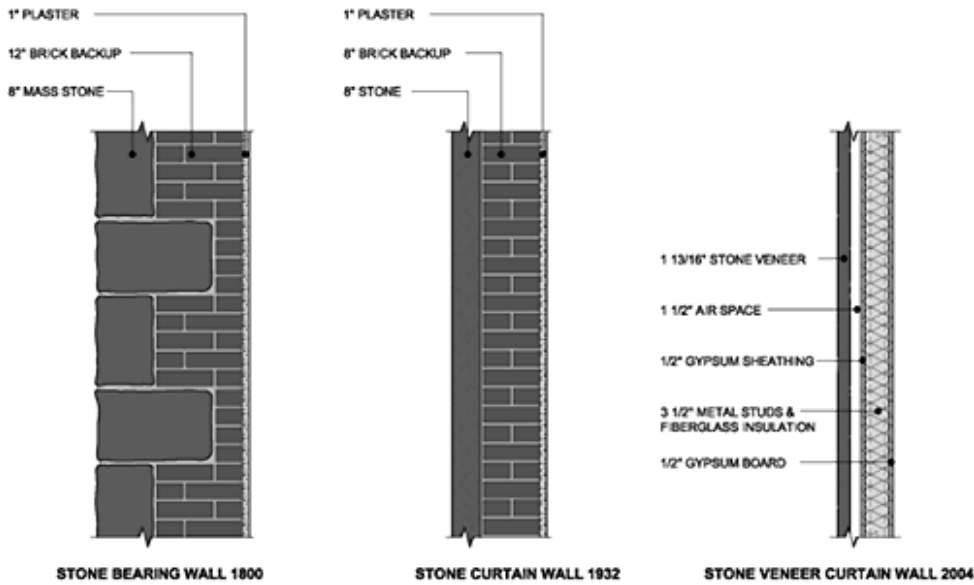 1" PLASTER
12" BRICK BACKUP
8" MASS STONE
STONE BEARING WALL 1800
1" PLASTER
8" BRICK BACKUP
8" STONE
STONE CURTAIN WALL 1932
1 13/16" STONE VENEER
1 1/2" AIR SPACE
1/2" GYPSUM SHEATHING
3 1/2" METAL STUDS &
FIBERGLASS INSULATION
1/2" GYPSUM BOARD
STONE VENEER CURTAIN WALL 2004